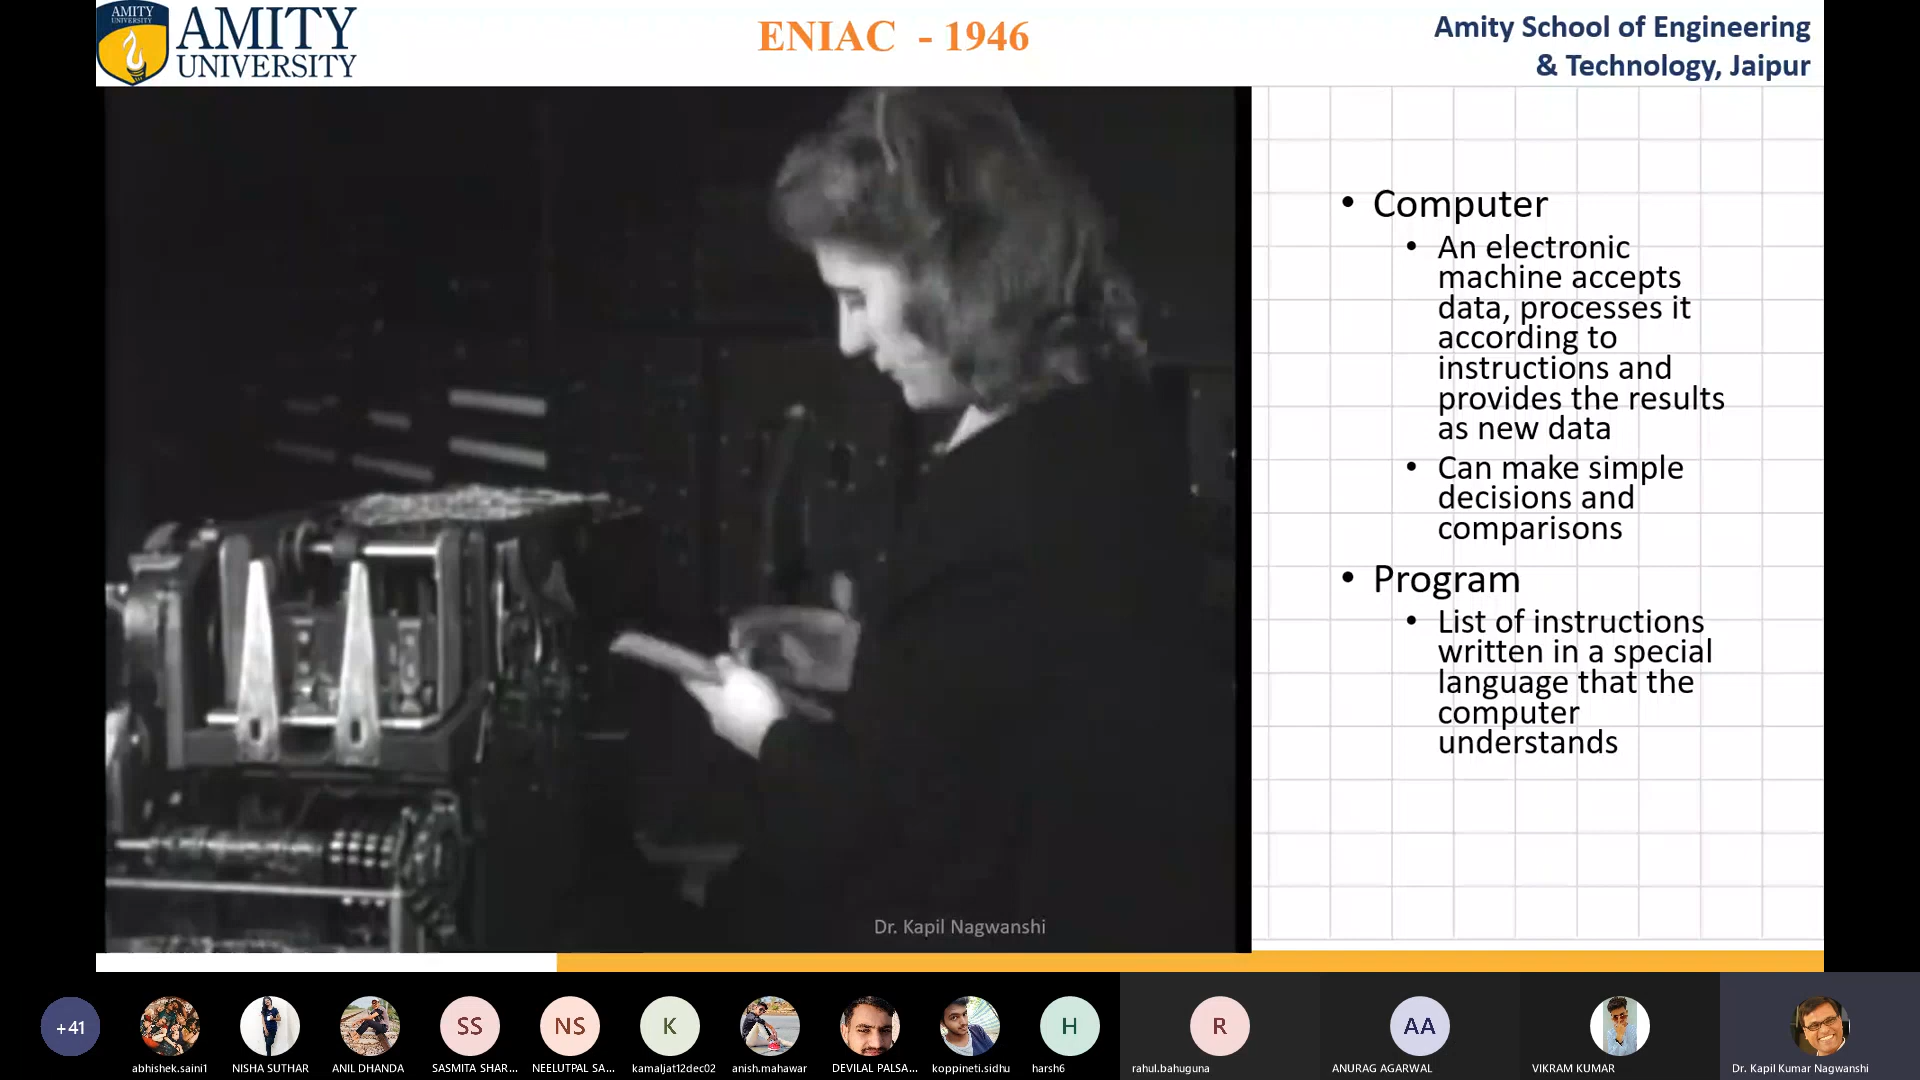 AMITY
UNIVERSITY
AMITY
UNIVERSITY
ENIAC - 1946
Amity School of Engineering
& Technology, Jaipur
• Computer
• An electronic
machine accepts
data, processes it
according to
instructions and
provides the results
as new data
• Can make simple
decisions and
comparisons
• Program
• List of instructions
written in a special
language that the
computer
understands
Dr. Kapil Nagwanshi
+41
SS
NS
K
H
R
AA
abhishek.saini1
NISHA SUTHAR
ANIL DHANDA
SASMITA SHAR...
NEELUTPAL SA...
kamaljat12dec02
anish.mahawar
DEVILAL PALSA...
koppineti.sidhu
harsh6
rahul.bahuguna
ANURAG AGARWAL
VIKRAM KUMAR
Dr. Kapil Kumar Nagwanshi